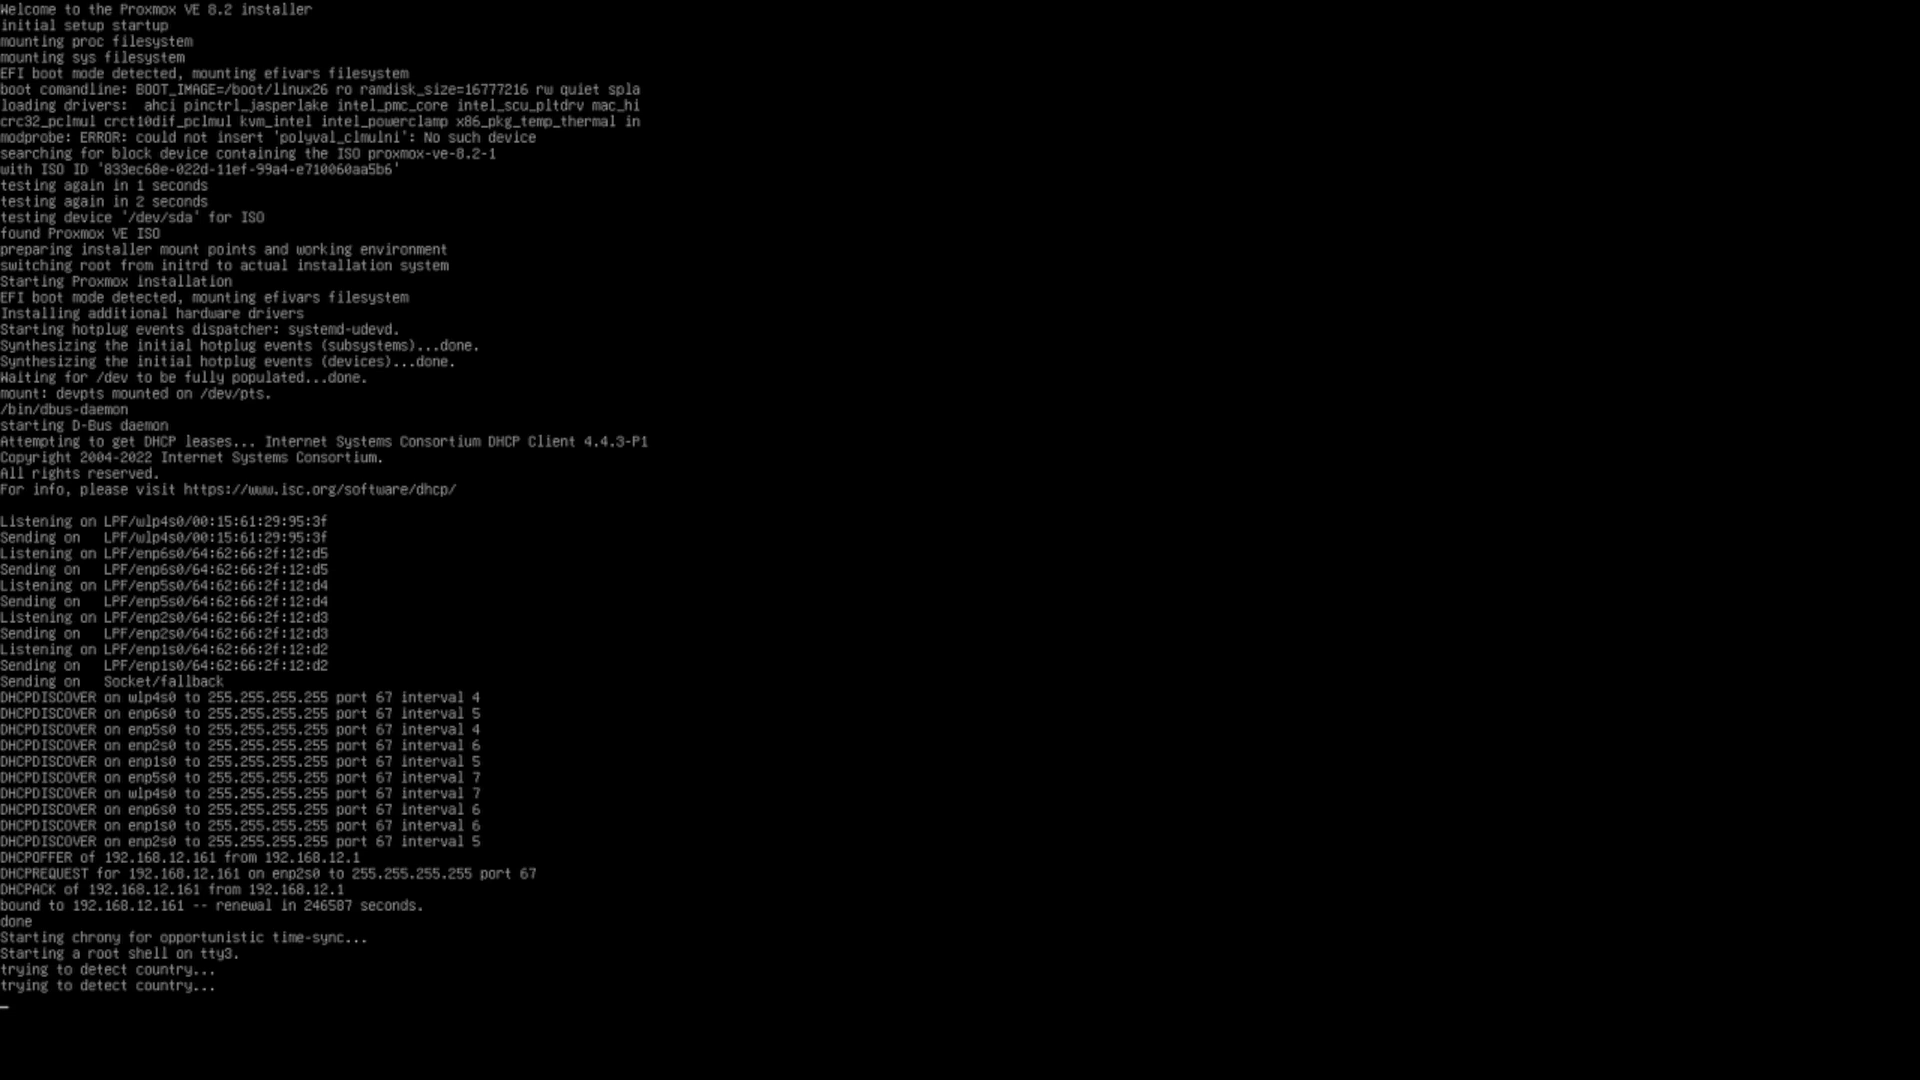 Welcome to the Proxmox VE 8.2 installer
initial setup startup
mounting proc filesystem
mounting sys filesystem
EFI boot mode detected, mounting efivars filesystem
boot comandline: BOOT_IMAGE=/boot/linux26 ro ramdisk_size=16777216 rw quiet spla
loading drivers:  ahci pinctrl_jasperlake intel_pmc_core intel_scu_pltdrv mac_hi
crc32_pclmul crct10dif_pclmul kvm_intel intel_powerclamp x86_pkg_temp_thermal in
modprobe: ERROR: could not insert 'polyval_clmulni': No such device
searching for block device containing the ISO proxmox-ve-8.2-1
with ISO ID '833ec68e-022d-11ef-99a4-e710060aa5b6'
testing again in 1 seconds
testing again in 2 seconds
testing device '/dev/sda' for ISO
found Proxmox VE ISO
preparing installer mount points and working environment
switching root from initrd to actual installation system
Starting Proxmox installation
EFI boot mode detected, mounting efivars filesystem
Installing additional hardware drivers
Starting hotplug events dispatcher: systemd-udevd.
Synthesizing the initial hotplug events (subsystems)...done.
Synthesizing the initial hotplug events (devices)...done.
Waiting for /dev to be fully populated...done.
mount: devpts mounted on /dev/pts.
/bin/dbus-daemon
starting D-Bus daemon
Attempting to get DHCP leases... Internet Systems Consortium DHCP Client 4.4.3-P1
Copyright 2004-2022 Internet Systems Consortium.
All rights reserved.
For info, please visit https://www.isc.org/software/dhcp/
Listening on LPF/wlp4s0/00:15:61:29:95:3f
Sending on   LPF/wlp4s0/00:15:61:29:95:3f
Listening on LPF/enp6s0/64:62:66:2f:12:d5
Sending on   LPF/enp6s0/64:62:66:2f:12:d5
Listening on LPF/enp5s0/64:62:66:2f:12:d4
Sending on   LPF/enp5s0/64:62:66:2f:12:d4
Listening on LPF/enp2s0/64:62:66:2f:12:d3
Sending on   LPF/enp2s0/64:62:66:2f:12:d3
Listening on LPF/enp1s0/64:62:66:2f:12:d2
Sending on   LPF/enp1s0/64:62:66:2f:12:d2
Sending on   Socket/fallback
DHCPDISCOVER on wlp4s0 to 255.255.255.255 port 67 interval 4
DHCPDISCOVER on enp6s0 to 255.255.255.255 port 67 interval 5
DHCPDISCOVER on enp5s0 to 255.255.255.255 port 67 interval 4
DHCPDISCOVER on enp2s0 to 255.255.255.255 port 67 interval 6
DHCPDISCOVER on enp1s0 to 255.255.255.255 port 67 interval 5
DHCPDISCOVER on enp5s0 to 255.255.255.255 port 67 interval 7
DHCPDISCOVER on wlp4s0 to 255.255.255.255 port 67 interval 7
DHCPDISCOVER on enp6s0 to 255.255.255.255 port 67 interval 6
DHCPDISCOVER on enp1s0 to 255.255.255.255 port 67 interval 6
DHCPDISCOVER on enp2s0 to 255.255.255.255 port 67 interval 5
DHCPOFFER of 192.168.12.161 from 192.168.12.1
DHCPREQUEST for 192.168.12.161 on enp2s0 to 255.255.255.255 port 67
DHCPACK of 192.168.12.161 from 192.168.12.1
bound to 192.168.12.161 -- renewal in 246587 seconds.
done
Starting chrony for opportunistic time-sync...
Starting a root shell on tty3.
trying to detect country...
trying to detect country...